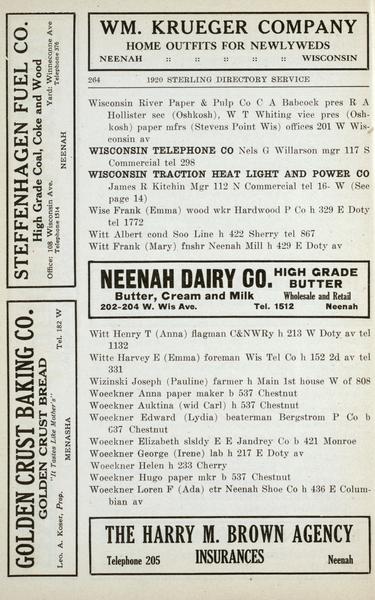 WM. KRUEGER COMPANY
HOME OUTFITS FOR NEWLYWEDS
NEENAH :: :: :: :: :: WISCONSIN
264 1920 STERLING DIRECTORY SERVICE
Wisconsin River Paper & Pulp Co C A Babcock pres R A
Hollister sec (Oshkosh), W T Whiting vice pres (Osh-
kosh) paper mfrs (Stevens Point Wis) offices 201 W Wis-
consin av
WISCONSIN TELEPHONE CO Nels G Willarson mgr 117 S
Commercial tel 298
WISCONSIN TRACTION HEAT LIGHT AND POWER CO
James R Kitchin Mgr 112 N Commercial tel 16- W (See
page 14)
Wise Frank (Emma) wood wkr Hardwood P Co h 329 E Doty
tel 1772
Witt Albert cond Soo Line h 422 Sherry tel 867
Witt Frank (Mary) fnshr Neenah Mill h 429 E Doty av
NEENAH DAIRY CO. HIGH GRADE
BUTTER
Butter, Cream and Milk Wholesale and Retail
202-204 W. Wis Ave. Tel. 1512 Neenah
Witt Henry T (Anna) flagman C&NWRy h 213 W Doty av tel
1132
Witte Harvey E (Emma) foreman Wis Tel Co h 152 2d av tel
331
Wizinski Joseph (Pauline) farmer h Main 1st house W of 808
Woeckner Anna paper maker b 537 Chestnut
Woeckner Auktina (wid Carl) h 537 Chestnut
Woeckner Edward (Lydia) beaterman Bergstrom P Co b
637 Chestnut
Woeckner Elizabeth slsldy E E Jandrey Co b 421 Monroe
Woeckner George (Irene) lab h 217 E Doty av
Woeckner Helen h 233 Cherry
Woeckner Hugo paper mkr b 537 Chestnut
Woeckner Loren F (Ada) ctr Neenah Shoe Co h 436 E Colum-
bian av
THE HARRY M. BROWN AGENCY
Telephone 205 INSURANCES Neenah
STEFFENHAGEN FUEL CO.
High Grade Coal, Coke and Wood
Office: 108 Wisconsin Ave. Yard: Winneconne Ave
Telephone 1514 NEENAH Telephone 376
GOLDEN CRUST BAKING CO.
GOLDEN CRUST BREAD
"It Tastes Like Mother's"
Leo. A. Koser, Prop. MENASHA Tel. 182 W